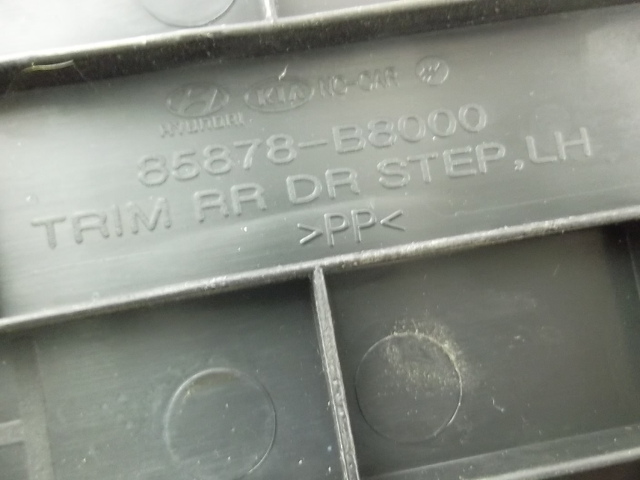 HYUNDAI KIA
85878-B8000
TRIM RR DR STEP,LH
>PP<